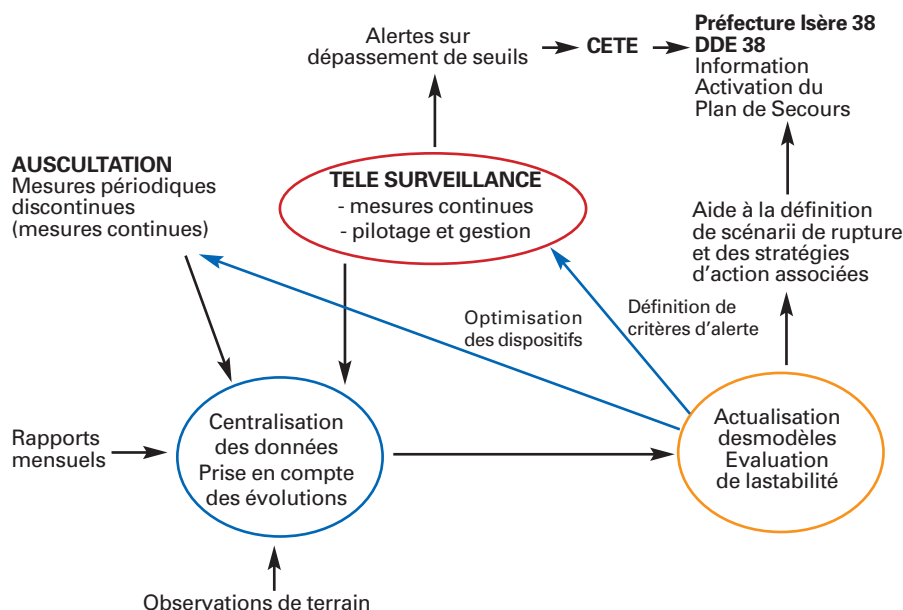 Alertes sur
dépassement de seuils
CETE
Préfecture Isère 38
DDE 38
Information
Activation du
Plan de Secours
AUSCULTATION
Mesures périodiques
discontinues
(mesures continues)
TELE SURVEILLANCE
- mesures continues
- pilotage et gestion
Aide à la définition
de scénarii de rupture
et des stratégies
d'action associées
Optimisation
des dispositifs
Définition de
critères d'alerte
Rapports
mensuels
Centralisation
des données
Prise en compte
des évolutions
Actualisation
desmodèles
Evaluation
de lastabilité
Observations de terrain